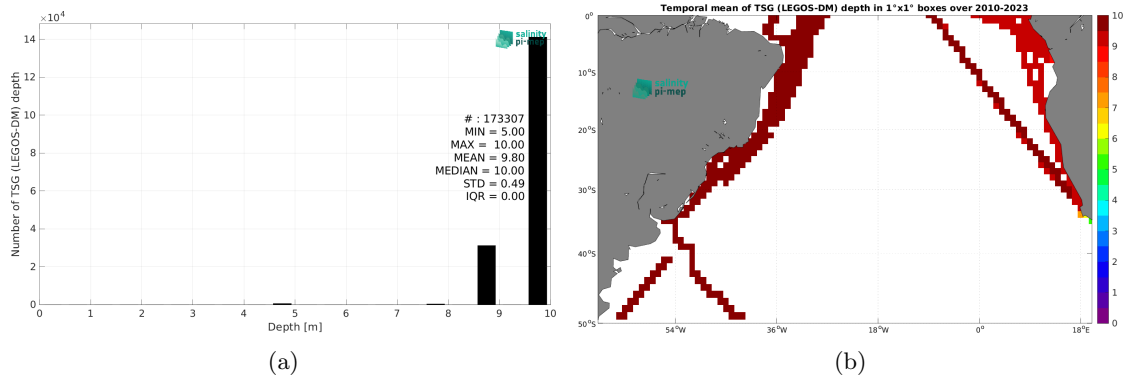 ×10⁴
14
12
10
8
6
4
2
0
Number of TSG (LEGOS-DM) depth
salinity
pi-mep
# : 173307
MIN = 5.00
MAX = 10.00
MEAN = 9.80
MEDIAN = 10.00
STD = 0.49
IQR = 0.00
0 1 2 3 4 5 6 7 8 9 10
Depth [m]
(a)
Temporal mean of TSG (LEGOS-DM) depth in 1°x1° boxes over 2010-2023
0°
10°S
20°S
30°S
40°S
50°S
salinity
pi-mep
54°W 36°W 18°W 0° 18°E
10
9
8
7
6
5
4
3
2
1
0
(b)